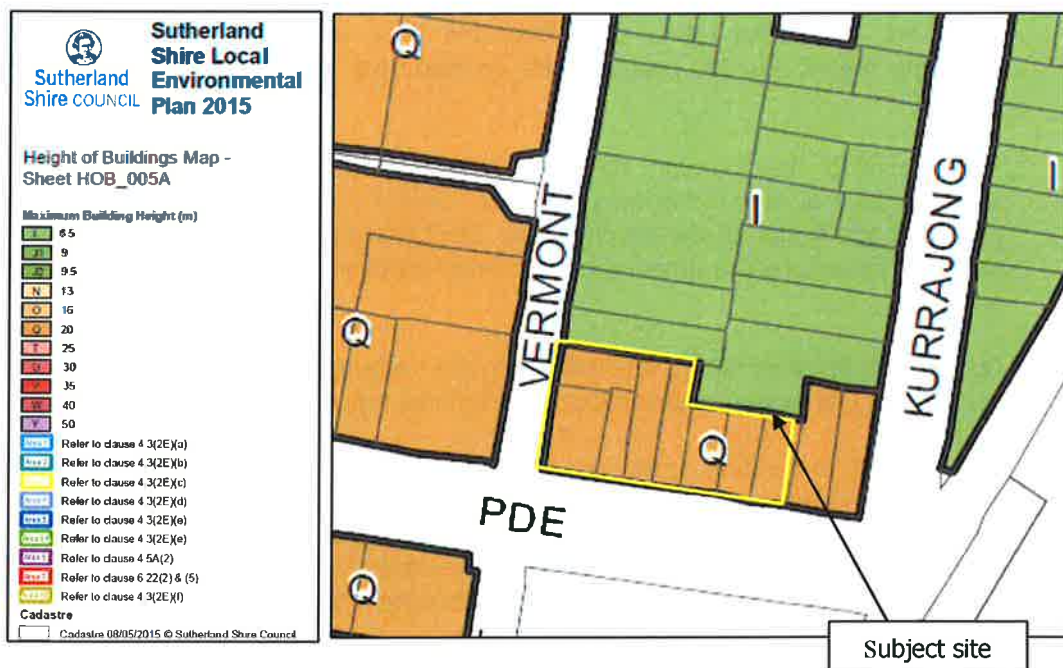 Sutherland
Shire COUNCIL
Sutherland
Shire Local
Environmental
Plan 2015
Height of Buildings Map -
Sheet HOB_005A
Maximum Building Height (m)
I 8.5
J1 9
J2 9.5
N 13
O 16
Q 20
T 25
U 30
V 35
W 40
Y 50
Refer to clause 4 3(2E)(a)
Refer to clause 4 3(2E)(b)
Refer to clause 4 3(2E)(c)
Refer to clause 4 3(2E)(d)
Refer to clause 4 3(2E)(e)
Refer to clause 4 3(2E)(e)
Refer to clause 4 5A(2)
Refer to clause 6 22(2) & (5)
Refer to clause 4 3(2E)(f)
Cadastre
Cadastre 08/05/2015 © Sutherland Shire Council
Q
I
I
VERMONT
KURRAJONG
Q
Q
PDE
Q
Subject site